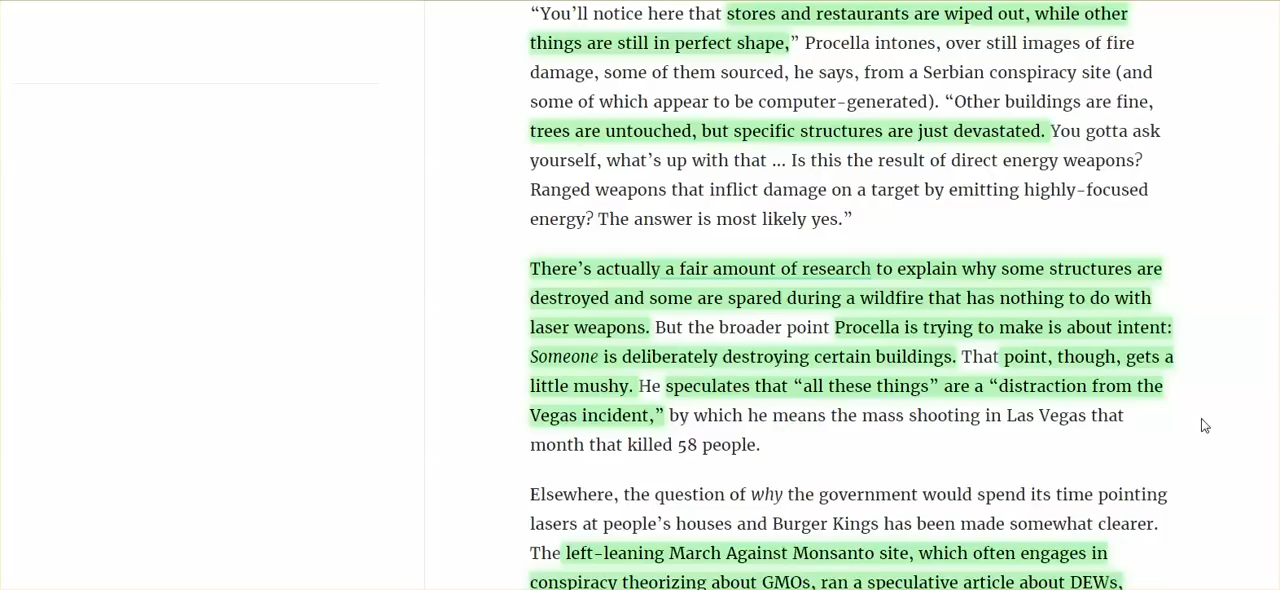 “You’ll notice here that stores and restaurants are wiped out, while other
things are still in perfect shape,” Procella intones, over still images of fire
damage, some of them sourced, he says, from a Serbian conspiracy site (and
some of which appear to be computer-generated). “Other buildings are fine,
trees are untouched, but specific structures are just devastated. You gotta ask
yourself, what’s up with that ... Is this the result of direct energy weapons?
Ranged weapons that inflict damage on a target by emitting highly-focused
energy? The answer is most likely yes.”
There’s actually a fair amount of research to explain why some structures are
destroyed and some are spared during a wildfire that has nothing to do with
laser weapons. But the broader point Procella is trying to make is about intent:
Someone is deliberately destroying certain buildings. That point, though, gets a
little mushy. He speculates that “all these things” are a “distraction from the
Vegas incident,” by which he means the mass shooting in Las Vegas that
month that killed 58 people.
Elsewhere, the question of why the government would spend its time pointing
lasers at people’s houses and Burger Kings has been made somewhat clearer.
The left-leaning March Against Monsanto site, which often engages in
conspiracy theorizing about GMOs, ran a speculative article about DEWs,